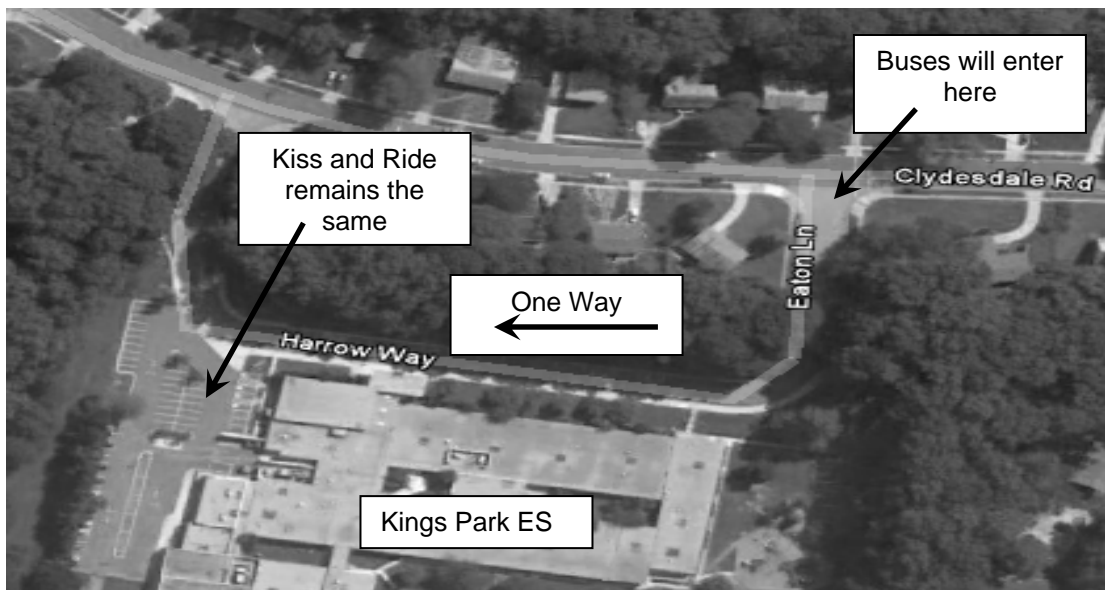 Buses will enter
here
Kiss and Ride
remains the
same
Clydesdale Rd
Eaton Ln
One Way
Harrow Way
Kings Park ES